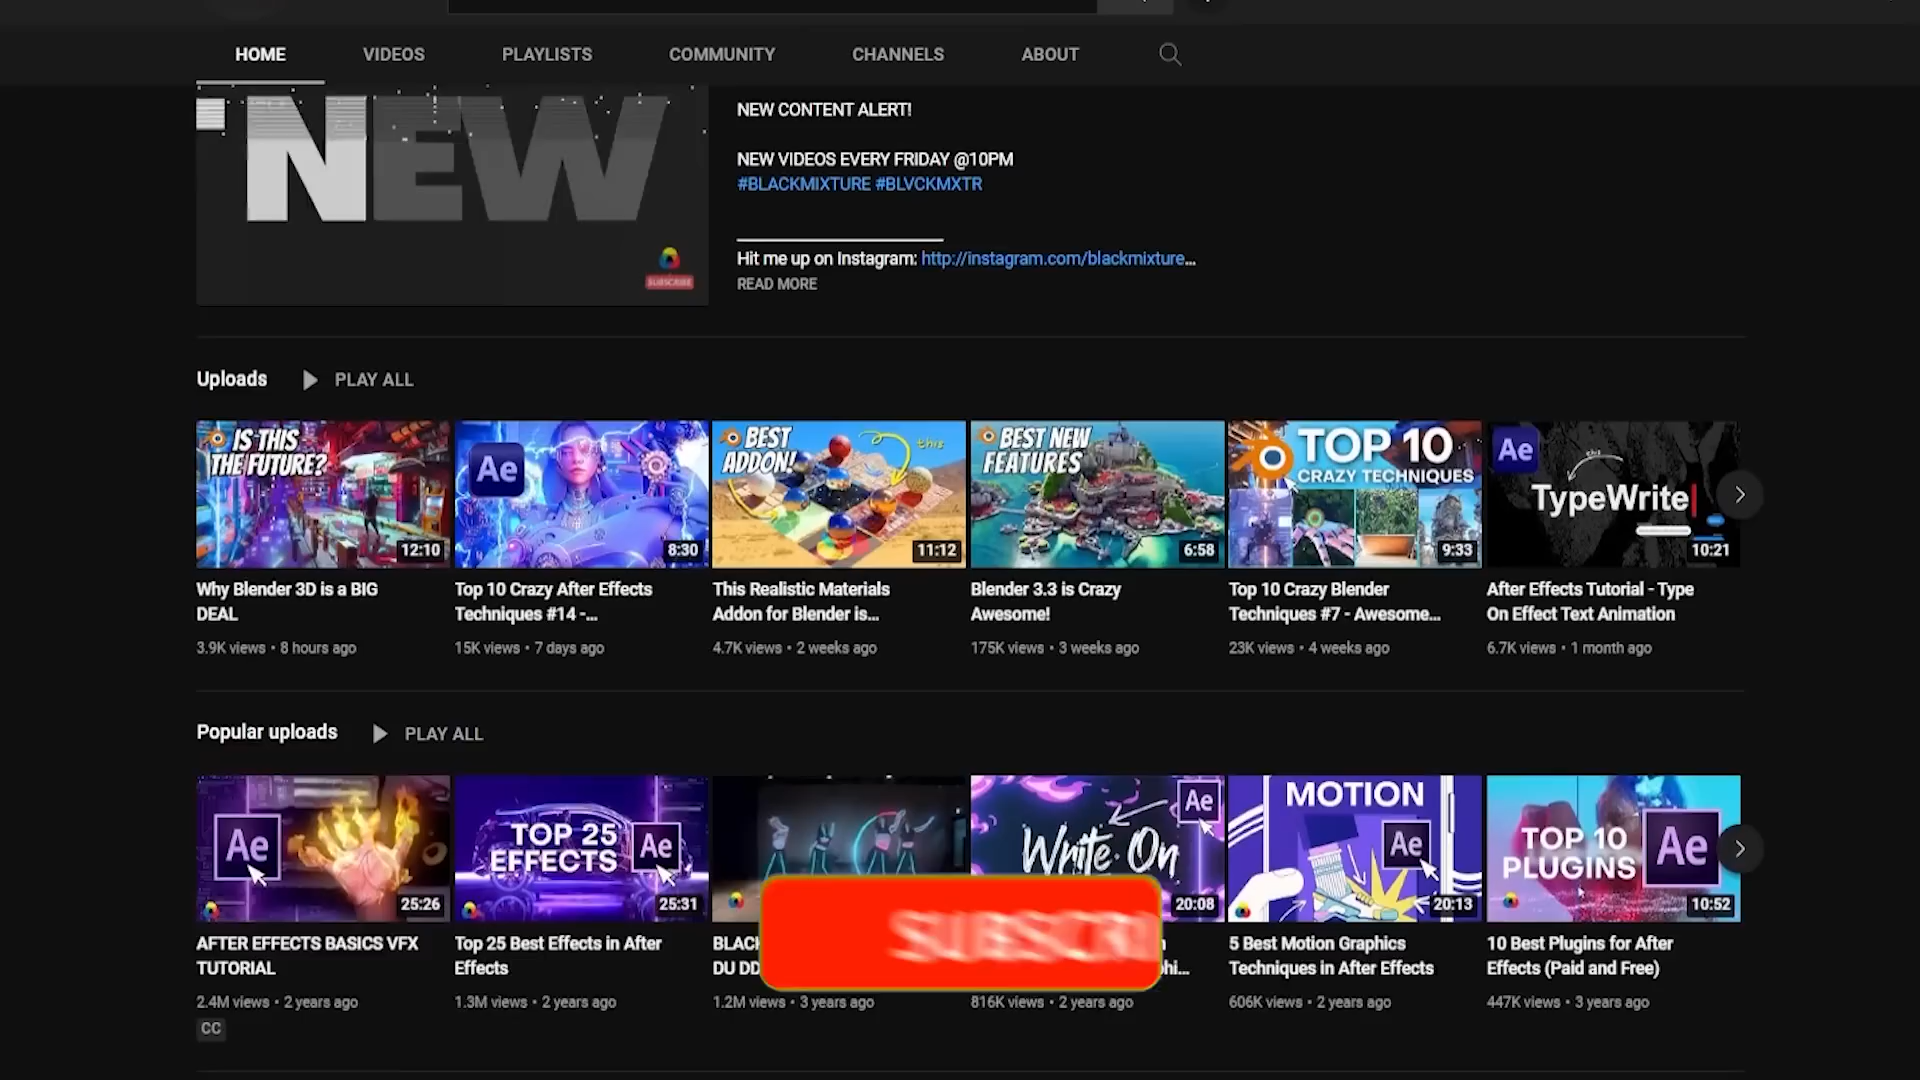 HOME VIDEOS PLAYLISTS COMMUNITY CHANNELS ABOUT
NEW
SUBSCRIBE
NEW CONTENT ALERT!
NEW VIDEOS EVERY FRIDAY @10PM
#BLACKMIXTURE #BLVCKMXTR
Hit me up on Instagram: http://instagram.com/blackmixture...
READ MORE
Uploads PLAY ALL
IS THIS
THE FUTURE?
12:10
Ae
8:30
BEST
ADDON!
this
11:12
BEST NEW
FEATURES
6:58
TOP 10
CRAZY TECHNIQUES
9:33
Ae
TypeWrite
10:21
Why Blender 3D is a BIG
DEAL
3.9K views • 8 hours ago
Top 10 Crazy After Effects
Techniques #14 -...
15K views • 7 days ago
This Realistic Materials
Addon for Blender is...
4.7K views • 2 weeks ago
Blender 3.3 is Crazy
Awesome!
175K views • 3 weeks ago
Top 10 Crazy Blender
Techniques #7 - Awesome...
23K views • 4 weeks ago
After Effects Tutorial - Type
On Effect Text Animation
6.7K views • 1 month ago
Popular uploads PLAY ALL
Ae
25:26
TOP 25
EFFECTS
Ae
25:31
Ae
Write On
20:08
MOTION
Ae
20:13
TOP 10
PLUGINS
Ae
10:52
AFTER EFFECTS BASICS VFX
TUTORIAL
2.4M views • 2 years ago
CC
Top 25 Best Effects in After
Effects
1.3M views • 2 years ago
BLAC
DU DD
1.2M views • 3 years ago
816K views • 2 years ago
5 Best Motion Graphics
Techniques in After Effects
606K views • 2 years ago
10 Best Plugins for After
Effects (Paid and Free)
447K views • 3 years ago
SUBSCRI